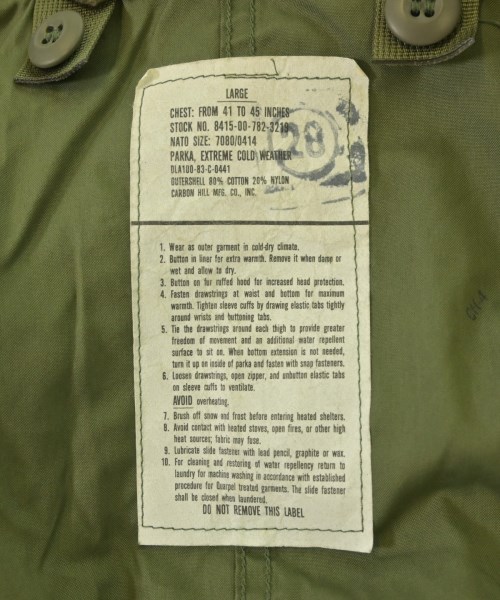 LARGE
CHEST: FROM 41 TO 45 INCHES
STOCK NO. 8415-00-782-3219
NATO SIZE: 7080/0414
PARKA, EXTREME COLD WEATHER
DLA100-83-C-0441
OUTERSHELL 80% COTTON 20% NYLON
CARBON HILL MFG. CO., INC.
28
1. Wear as outer garment in cold-dry climate.
2. Button in liner for extra warmth. Remove it when damp or
wet and allow to dry.
3. Button on fur ruffed hood for increased head protection.
4. Fasten drawstrings at waist and bottom for maximum
warmth. Tighten sleeve cuffs by drawing elastic tabs tightly
around wrists and buttoning tabs.
5. Tie the drawstrings around each thigh to provide greater
freedom of movement and an additional water repellent
surface to sit on. When bottom extension is not needed,
turn it up on inside of parka and fasten with snap fasteners.
6. Loosen drawstrings, open zipper, and unbutton elastic tabs
on sleeve cuffs to ventilate.
AVOID overheating.
7. Brush off snow and frost before entering heated shelters.
8. Avoid contact with heated stoves, open fires, or other high
heat sources; fabric may fuse.
9. Lubricate slide fastener with lead pencil, graphite or wax.
10. For cleaning and restoring of water repellency return to
laundry for machine washing in accordance with established
procedure for Quarpel treated garments. The slide fastener
shall be closed when laundered.
DO NOT REMOVE THIS LABEL
CH-4